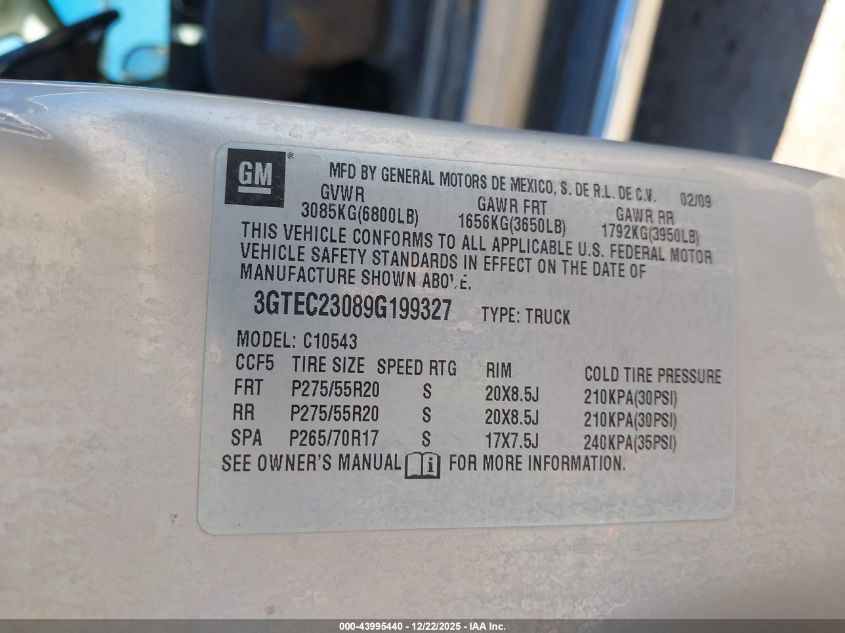 GM ® MFD BY GENERAL MOTORS DE MEXICO, S. DE R.L. DE C.V. 02/09
GVWR GAWR FRT GAWR RR
3085KG(6800LB) 1656KG(3650LB) 1792KG(3950LB)
THIS VEHICLE CONFORMS TO ALL APPLICABLE U.S. FEDERAL MOTOR
VEHICLE SAFETY STANDARDS IN EFFECT ON THE DATE OF
MANUFACTURE SHOWN ABOVE.
3GTEC23089G199327 TYPE: TRUCK
MODEL: C10543
CCF5 TIRE SIZE SPEED RTG RIM COLD TIRE PRESSURE
FRT P275/55R20 S 20X8.5J 210KPA(30PSI)
RR P275/55R20 S 20X8.5J 210KPA(30PSI)
SPA P265/70R17 S 17X7.5J 240KPA(35PSI)
SEE OWNER'S MANUAL i FOR MORE INFORMATION.
000-43995440 - 12/22/2025 - IAA Inc.